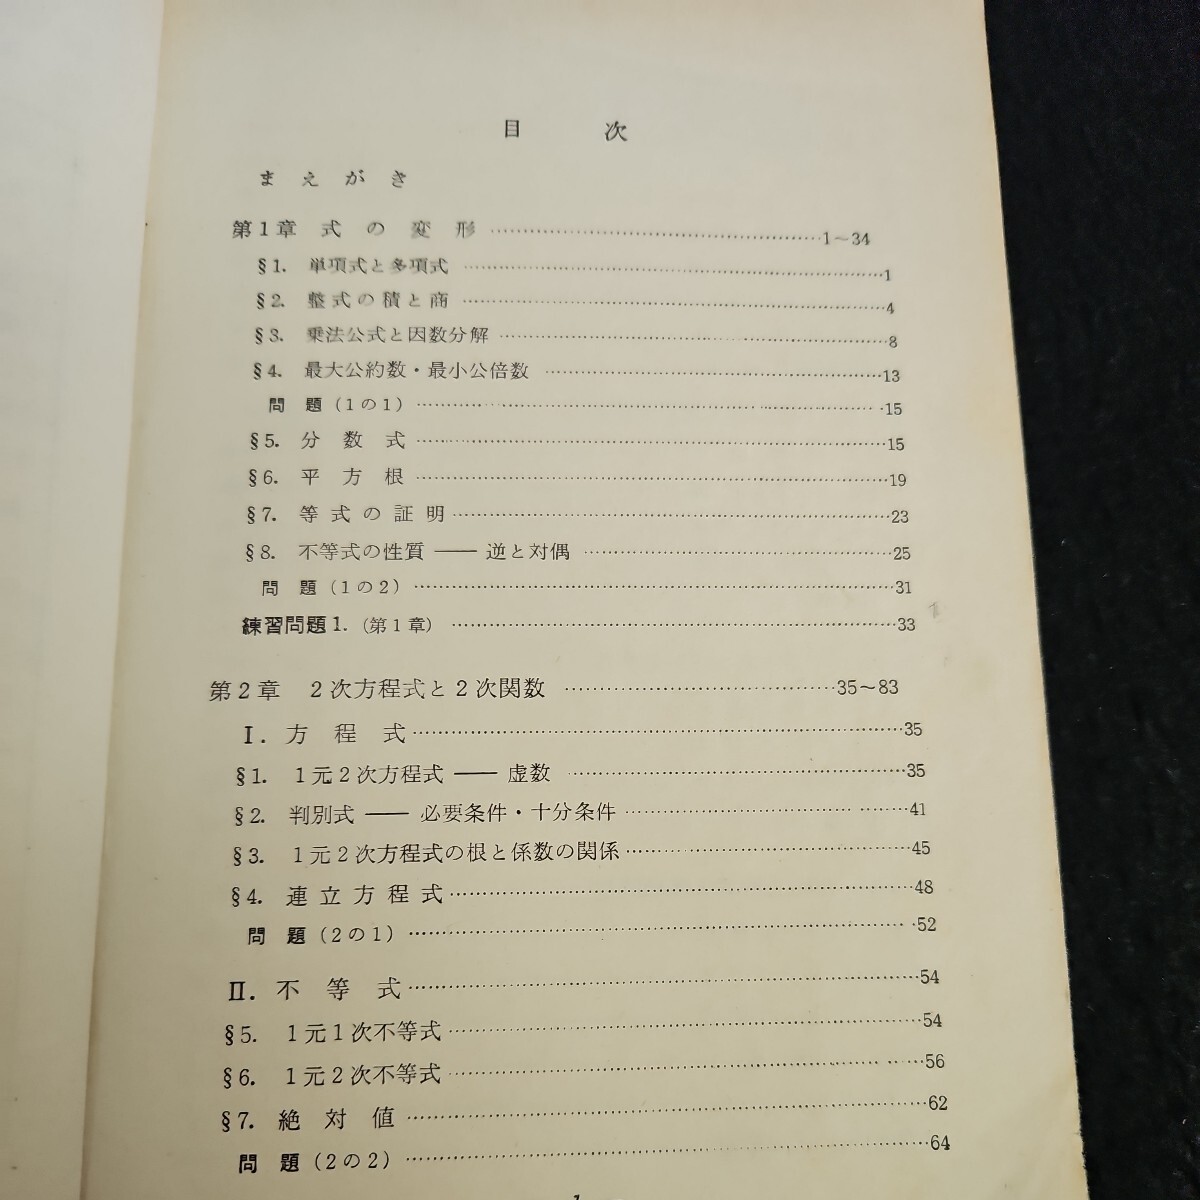 目次
まえがき
第1章 式の変形 1～34
§1. 単項式と多項式 1
§2. 整式の積と商 4
§3. 乗法公式と因数分解 8
§4. 最大公約数・最小公倍数 13
問題(1の1) 15
§5. 分数式 15
§6. 平方根 19
§7. 等式の証明 23
§8. 不等式の性質 ―― 逆と対偶 25
問題(1の2) 31
練習問題1. (第1章) 33
第2章 2次方程式と2次関数 35～83
I. 方程式 35
§1. 1元2次方程式 ―― 虚数 35
§2. 判別式 ―― 必要条件・十分条件 41
§3. 1元2次方程式の根と係数の関係 45
§4. 連立方程式 48
問題(2の1) 52
II. 不等式 54
§5. 1元1次不等式 54
§6. 1元2次不等式 56
§7. 絶対値 62
問題(2の2) 64